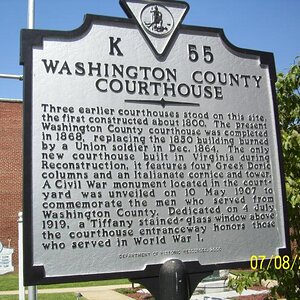 K 55
WASHINGTON COUNTY
COURTHOUSE
Three earlier courthouses stood on this site,
the first constructed about 1800. The present
Washington County courthouse was completed
in 1868, replacing the 1850 building burned
by a Union soldier in Dec. 1864. The only
new courthouse built in Virginia during
Reconstruction, it features four Greek Doric
columns and an Italianate cornice and tower.
A Civil War monument located in the court-
yard was unveiled on 10 May 1907 to
commemorate the men who served from
Washington County. Dedicated on 4 July
1919, a Tiffany stained-glass window above
the courthouse entranceway honors those
who served in World War I.
DEPARTMENT OF HISTORIC RESOURCES, 2000
07/08/